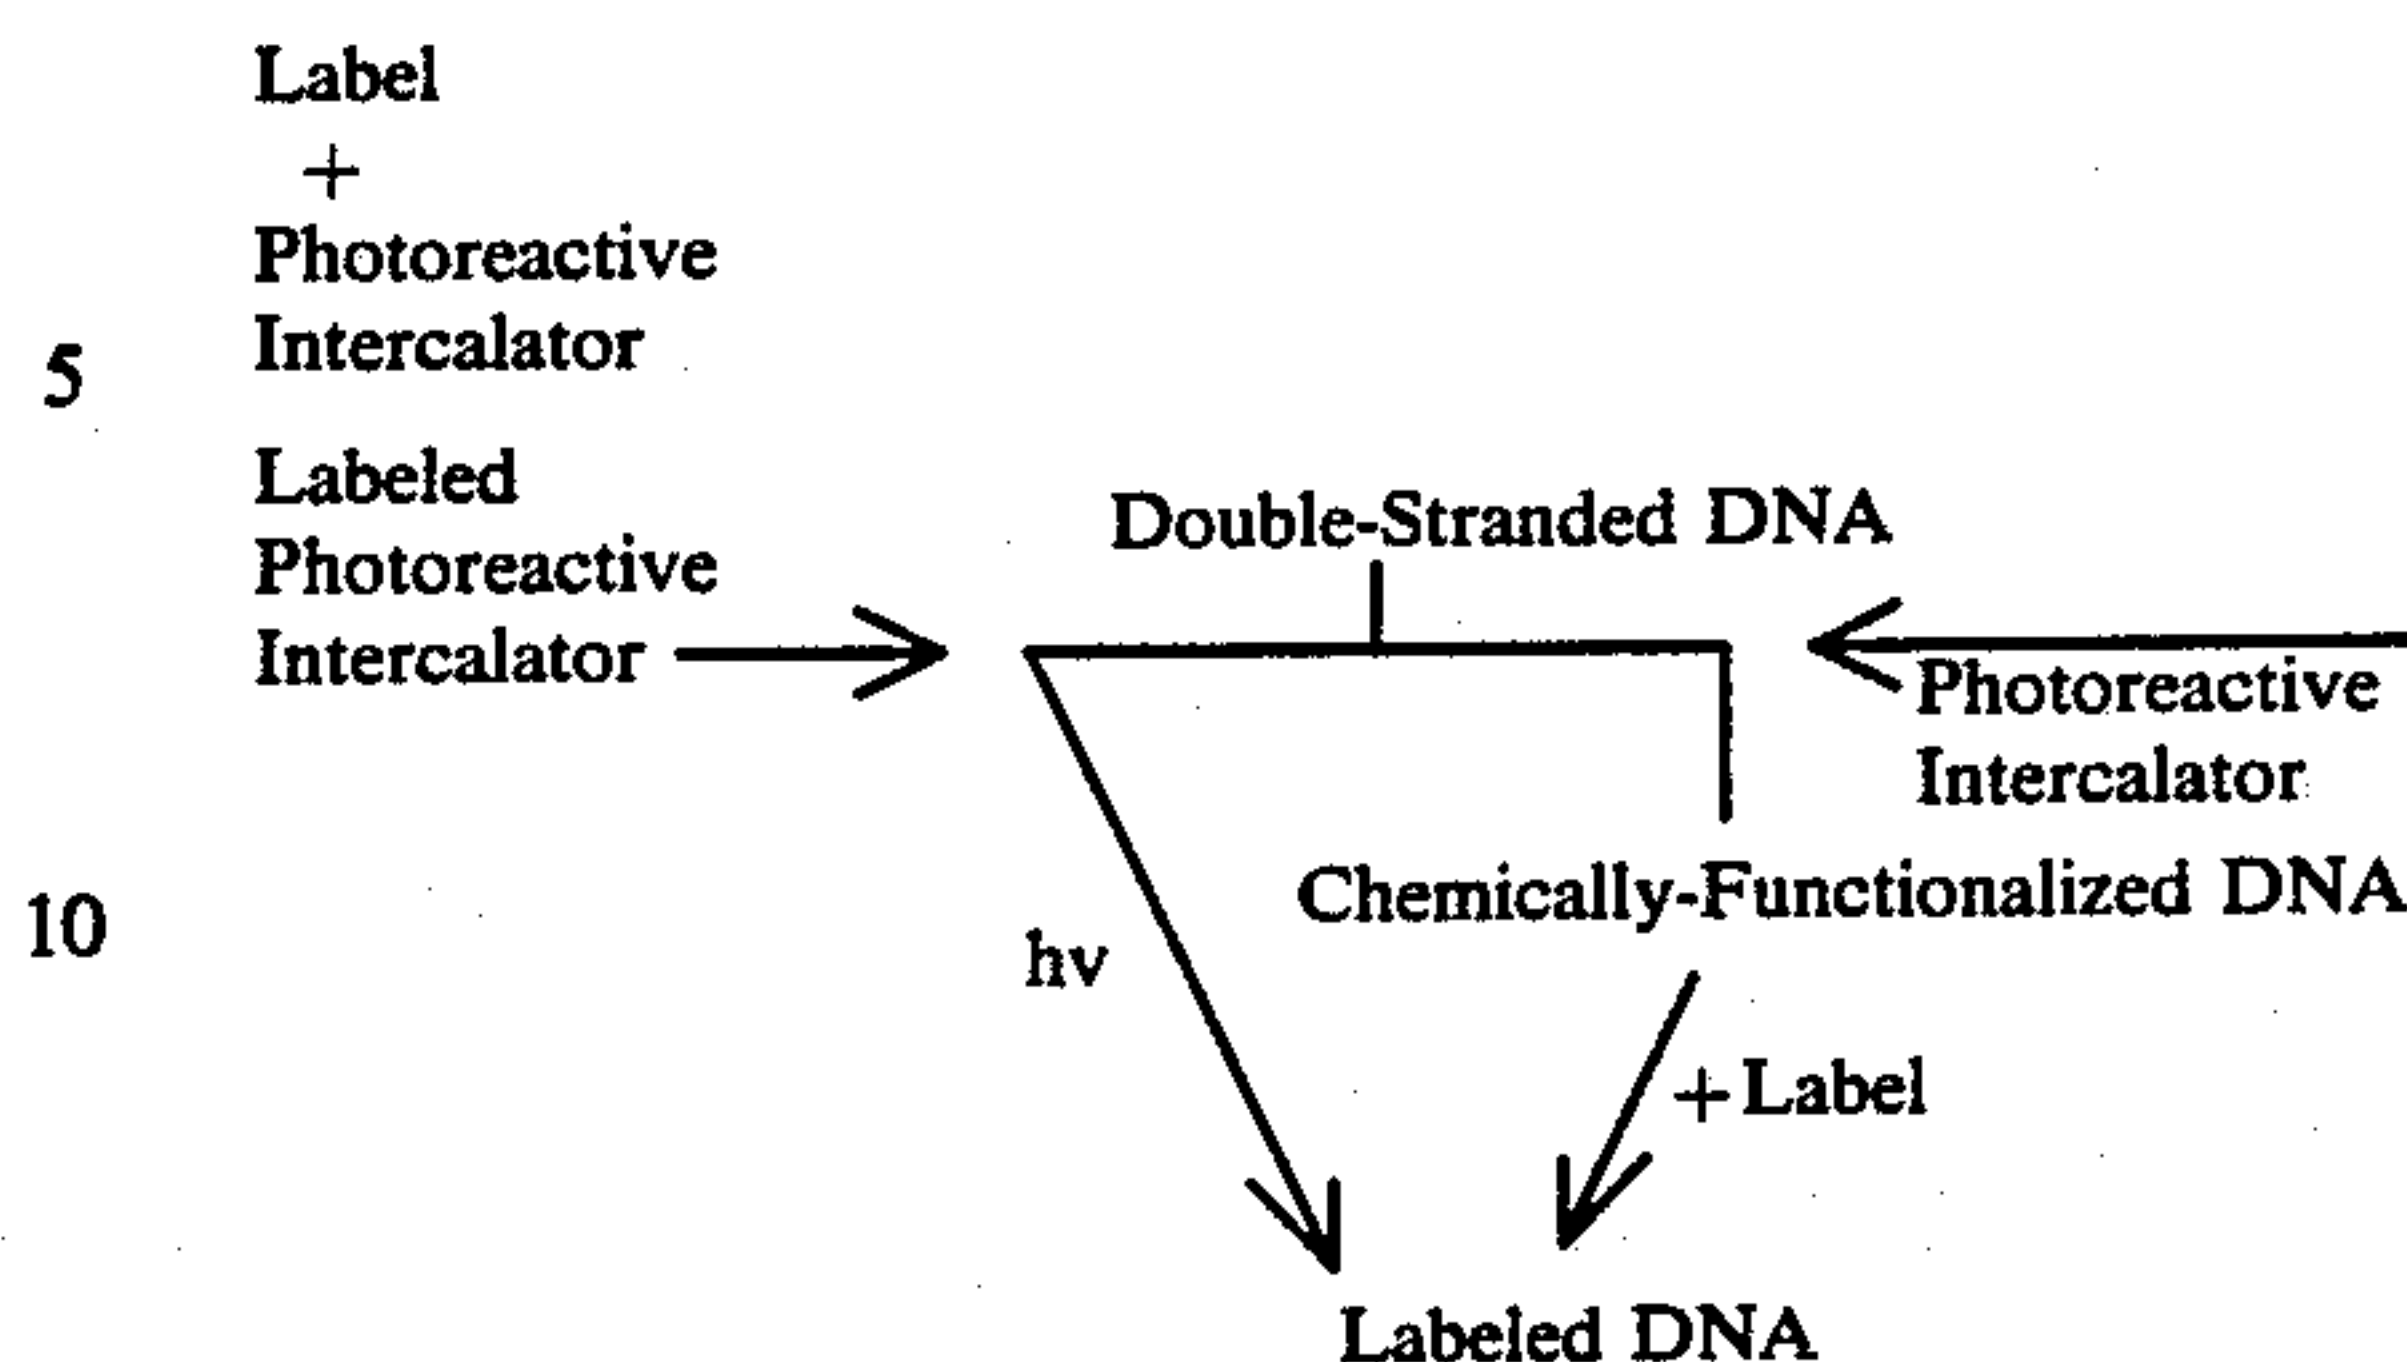 Label
+
Photoreactive
Intercalator
5
Labeled
Photoreactive
Intercalator
Double-Stranded DNA
Photoreactive
Intercalator
Chemically-Functionalized DNA
10
hν
+Label
Labeled DNA